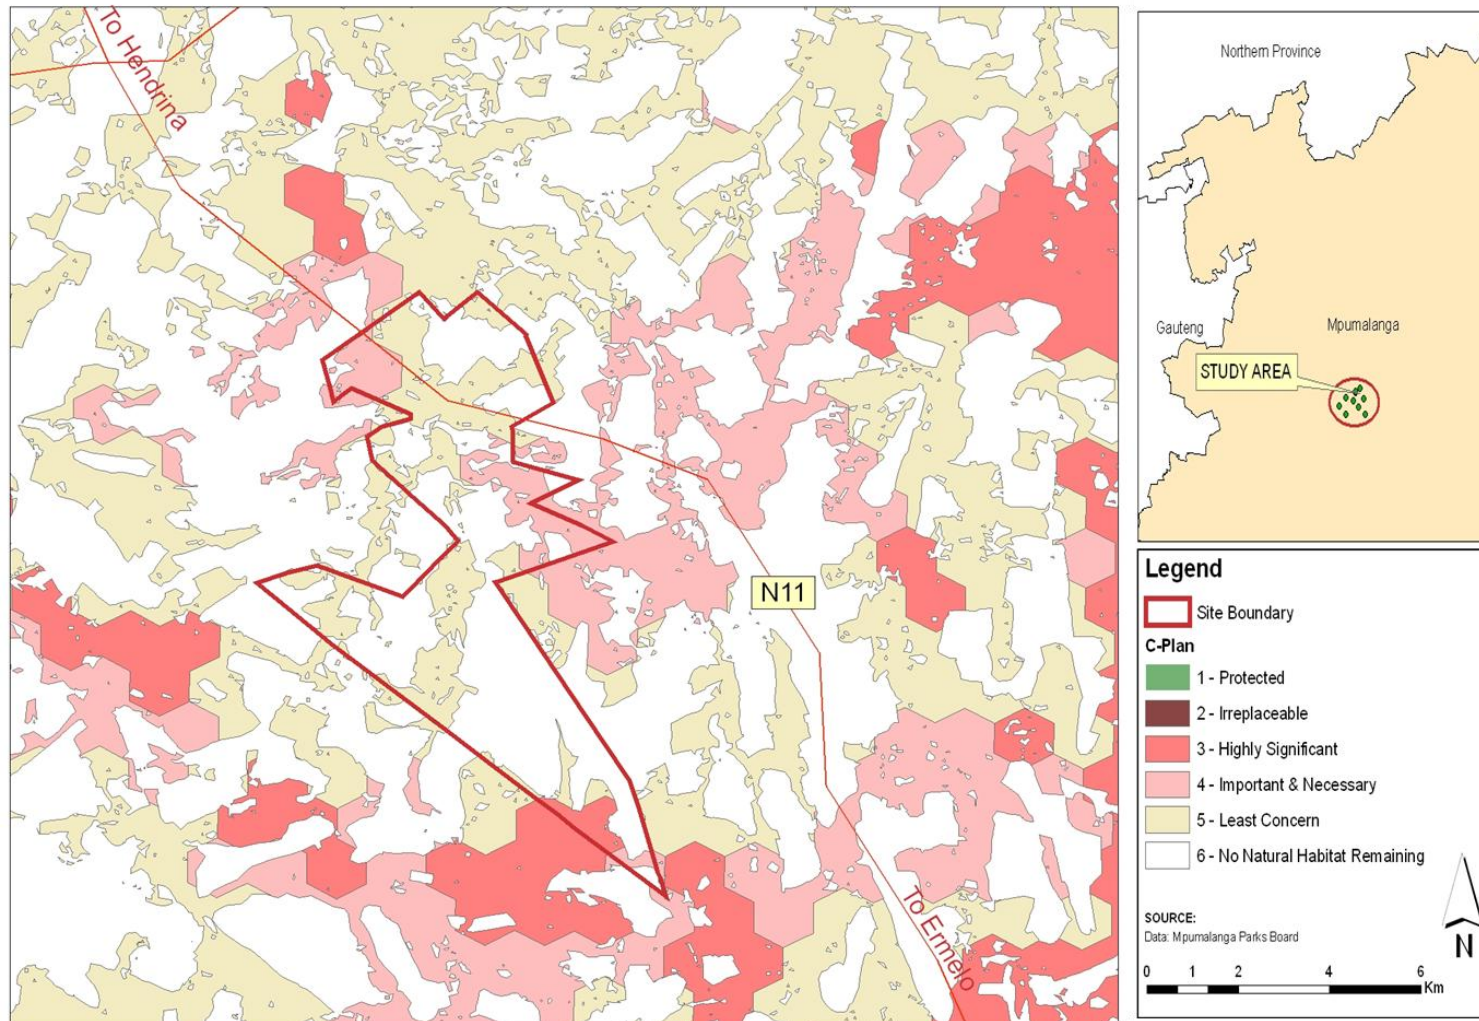 To Hendrina
N11
To Ermelo
Northern Province
Gauteng
Mpumalanga
STUDY AREA
Legend
Site Boundary
C-Plan
1 - Protected
2 - Irreplaceable
3 - Highly Significant
4 - Important & Necessary
5 - Least Concern
6 - No Natural Habitat Remaining
SOURCE:
Data: Mpumalanga Parks Board
N
0 1 2 4 6
Km